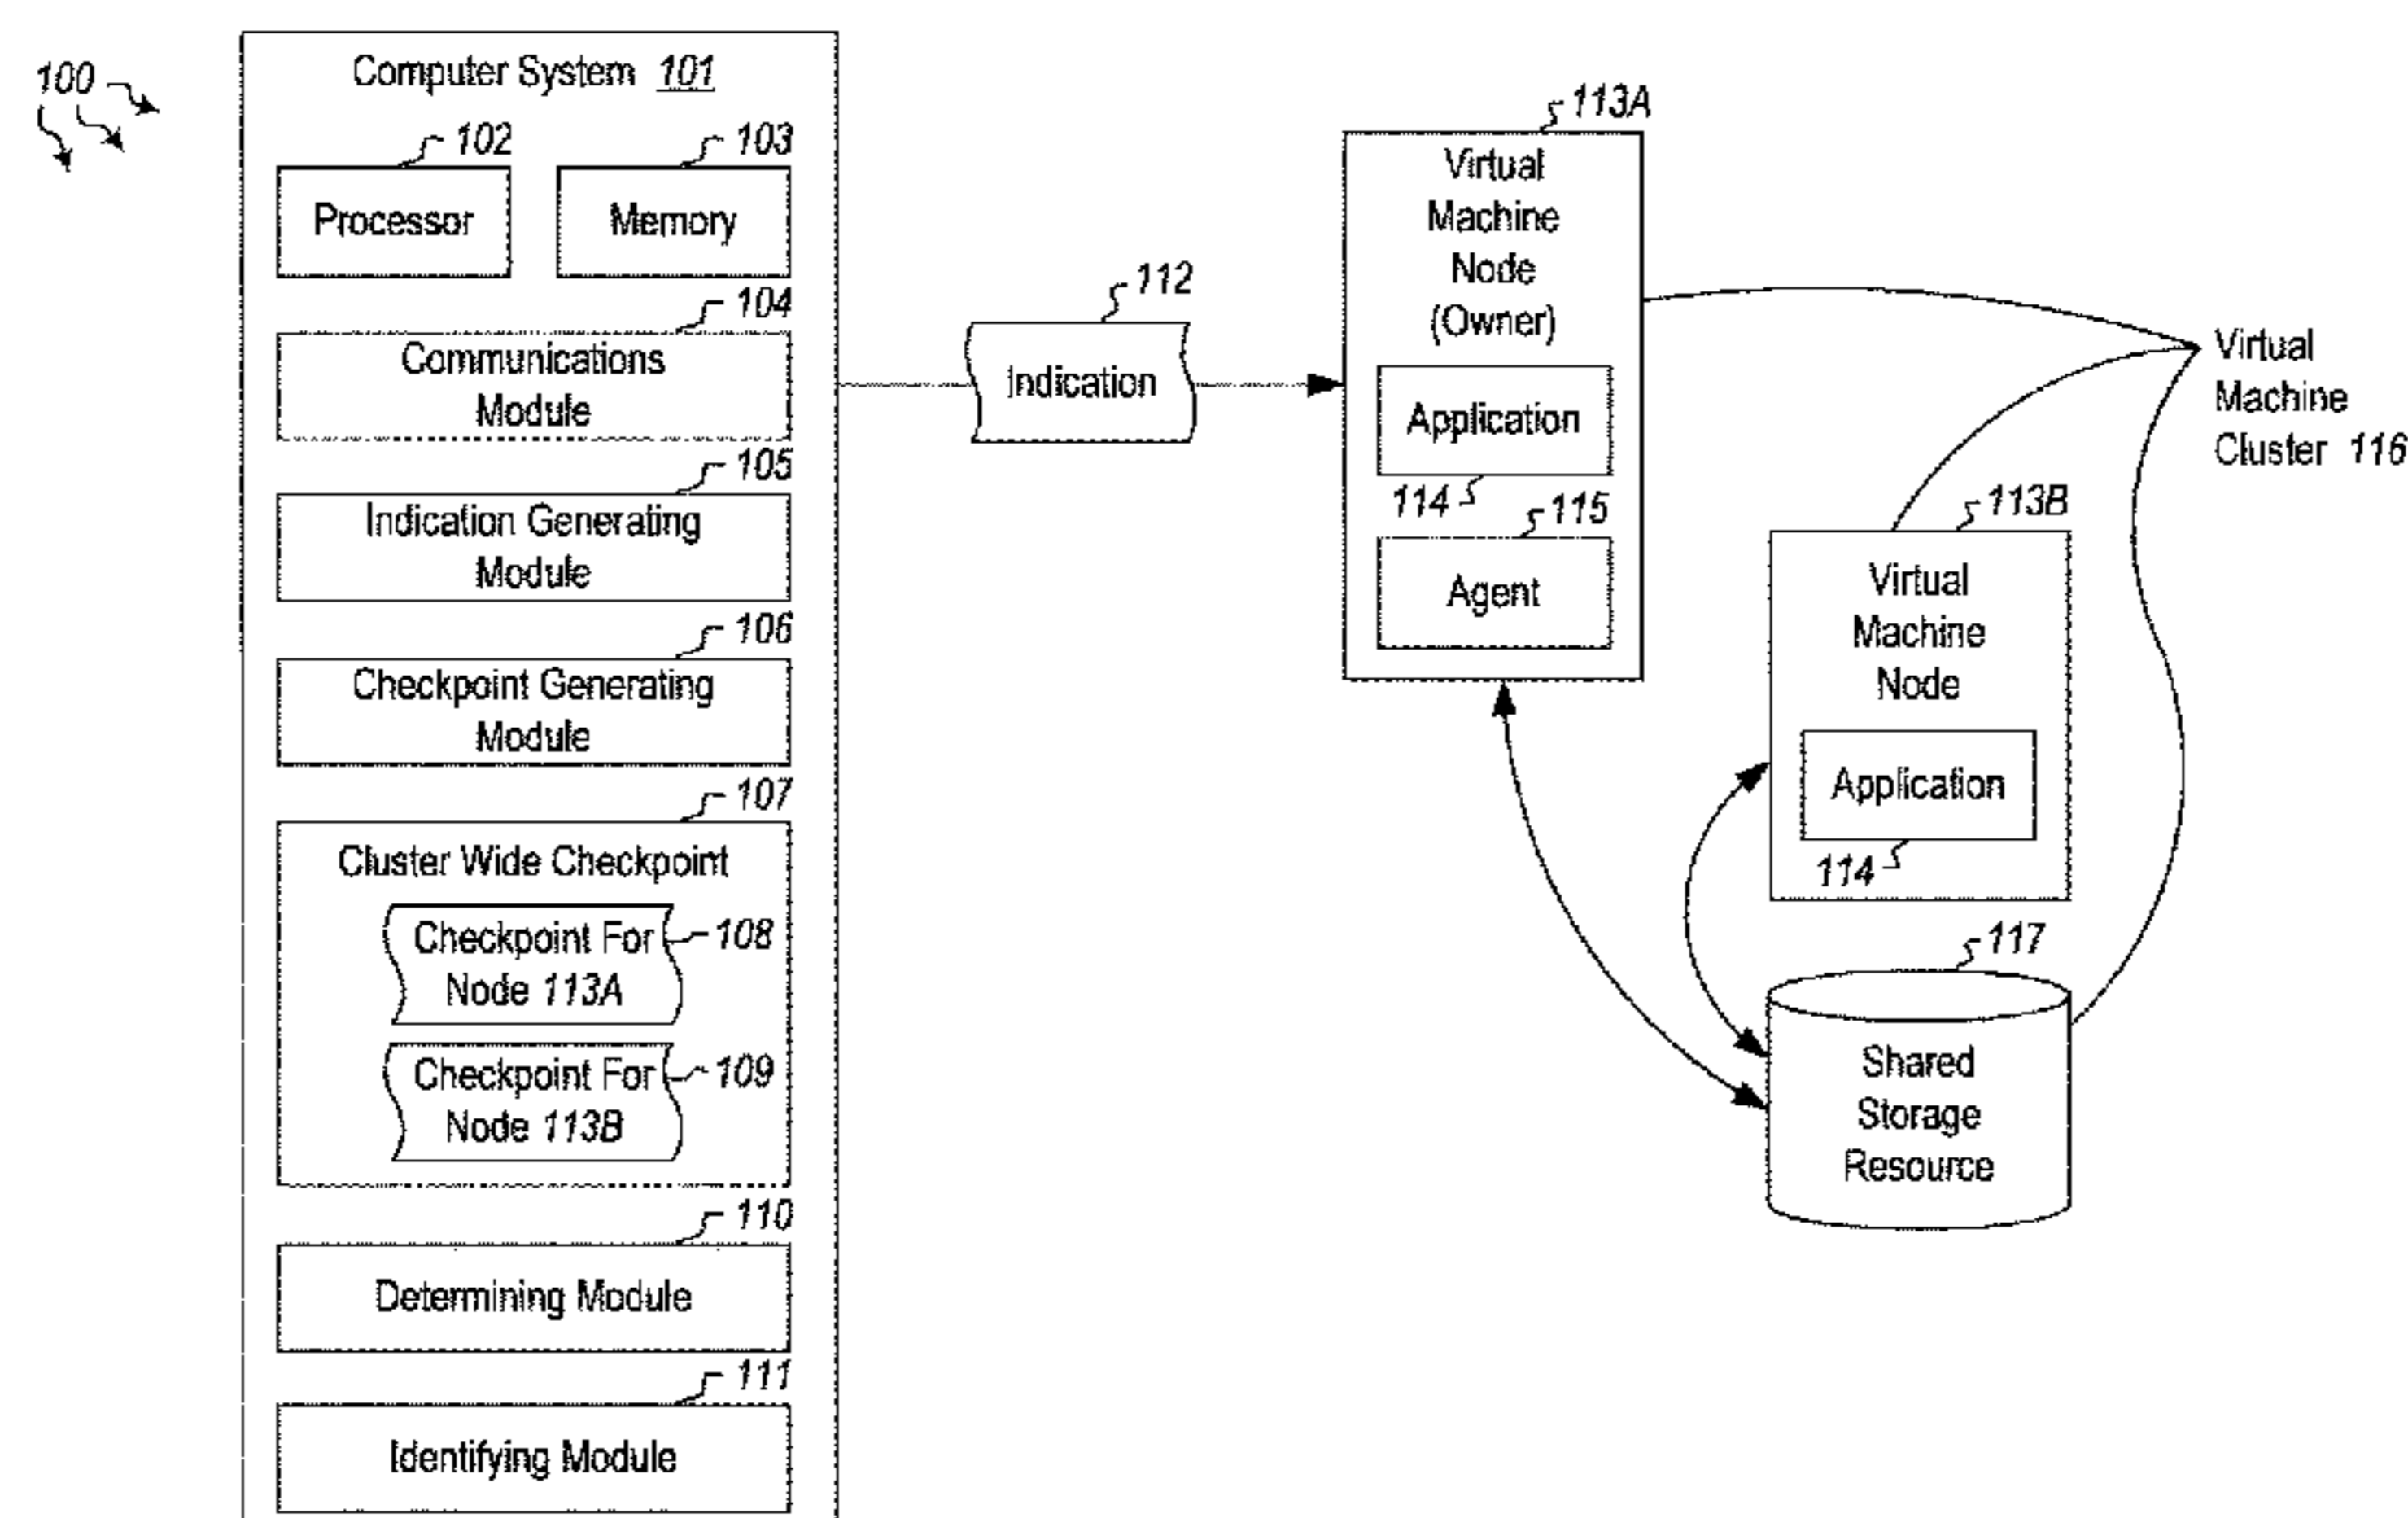 100
Computer System 101
102
103
Processor
Memory
104
Communications
Module
105
Indication Generating
Module
106
Checkpoint Generating
Module
107
Cluster Wide Checkpoint
Checkpoint For
Node 113A
108
Checkpoint For
Node 113B
109
110
Determining Module
111
Identifying Module
112
Indication
113A
Virtual
Machine
Node
(Owner)
Application
114
115
Agent
Virtual
Machine
Cluster 116
113B
Virtual
Machine
Node
Application
114
117
Shared
Storage
Resource